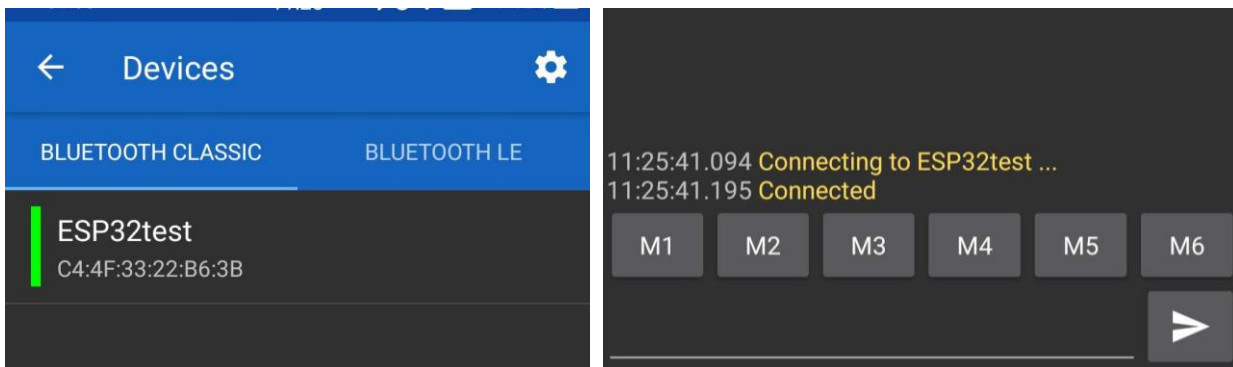 Devices
BLUETOOTH CLASSIC BLUETOOTH LE
ESP32test
C4:4F:33:22:B6:3B
11:25:41.094 Connecting to ESP32test ...
11:25:41.195 Connected
M1 M2 M3 M4 M5 M6